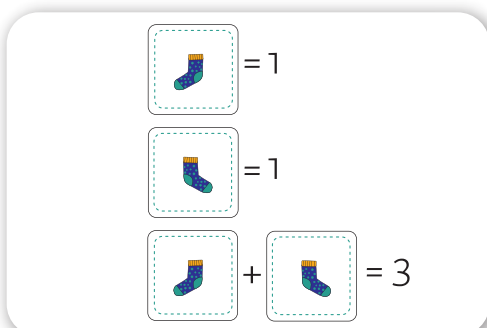 = 1
= 1
+ = 3